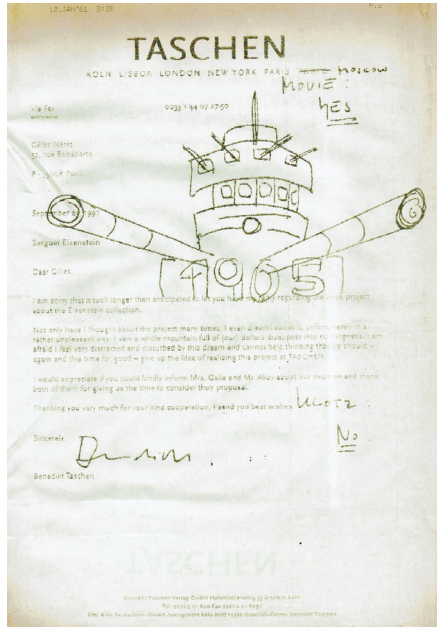 TASCHEN
KÖLN LISBOA LONDON NEW YORK PARIS MOSCOW
MOVIE:
YES
Via Fax
0033 1 44 07 27 50
Gilles Néret
rue Bonaparte
Paris
September 1997
Serguei Eisenstein
1905
Dear Gilles,
I am sorry that it took longer than anticipated to let you have my reply regarding the book project
about the Eisenstein collection.
Not only have I thought about the project many times, I even dreamt about it, unfortunately in a
rather unpleasant way. I saw a whole mountain full of (our) dollars disappear into nothingness. I am
afraid I feel very distracted and disturbed by this dream and cannot help thinking that we should –
again and this time for good – give up the idea of realizing this project at TASCHEN.
I would appreciate if you could kindly inform Mrs. Galia and Mr. about our decision and thank
both of them for giving us the time to consider their proposal.
Thanking you very much for your kind cooperation, I send you best wishes
KLOTZ:
No
Sincerely,
Benedikt Taschen
TASCHEN